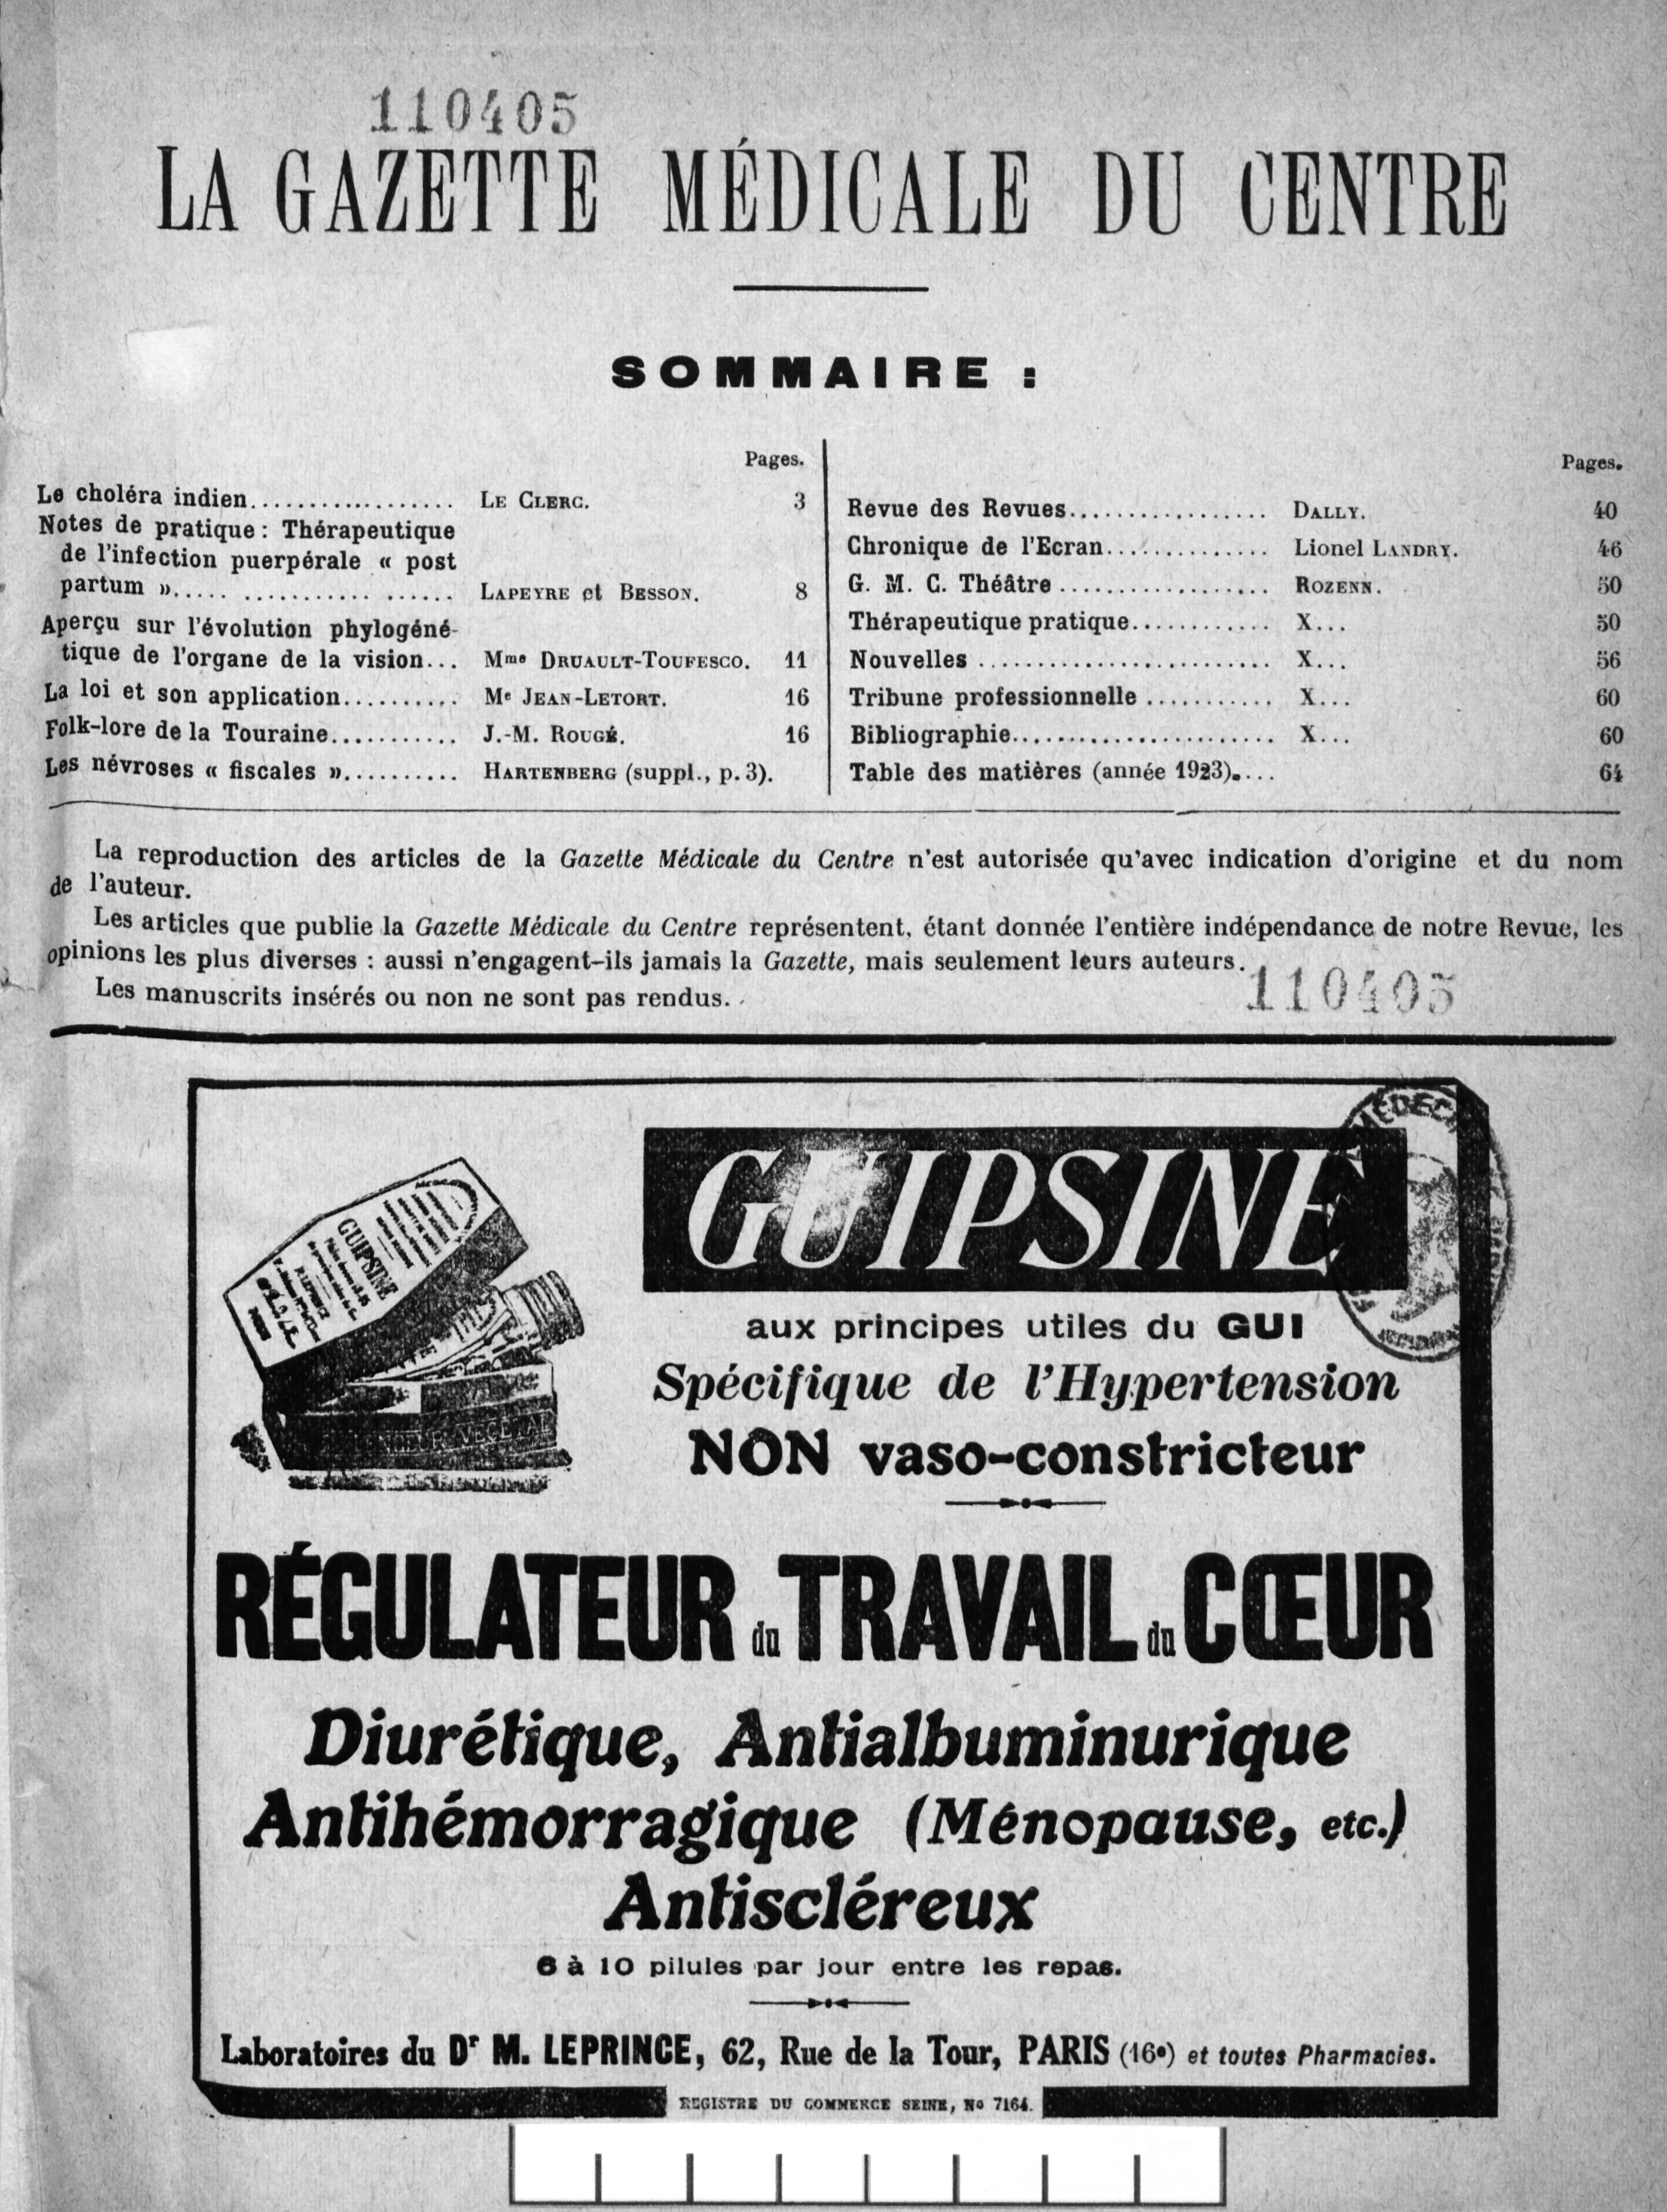 110405
LA GAZETTE MÉDICALE DU CENTRE
SOMMAIRE :
Pages.
Le choléra indien.................. LE CLERC. 3
Notes de pratique : Thérapeutique
de l'infection puerpérale « post
partum »..... ........... ...... LAPEYRE et BESSON. 8
Aperçu sur l'évolution phylogéné-
tique de l'organe de la vision... Mme DRUAULT-TOUFESCO. 11
La loi et son application.......... Me JEAN-LETORT. 16
Folk-lore de la Touraine........... J.-M. ROUGÉ. 16
Les névroses « fiscales ».......... HARTENBERG (suppl., p. 3).
Pages.
Revue des Revues................. DALLY. 40
Chronique de l'Ecran.............. Lionel LANDRY. 46
G. M. C. Théâtre .................. ROZENN. 50
Thérapeutique pratique............ X... 50
Nouvelles ......................... X... 56
Tribune professionnelle ........... X... 60
Bibliographie....................... X... 60
Table des matières (année 1923).... 64
La reproduction des articles de la Gazette Médicale du Centre n'est autorisée qu'avec indication d'origine et du nom
de l'auteur.
Les articles que publie la Gazette Médicale du Centre représentent, étant donnée l'entière indépendance de notre Revue, les
opinions les plus diverses : aussi n'engagent-ils jamais la Gazette, mais seulement leurs auteurs.
Les manuscrits insérés ou non ne sont pas rendus.
110405
GUIPSINE
aux principes utiles du GUI
Spécifique de l'Hypertension
NON vaso-constricteur
GUIPSINE
RÉGULATEUR du TRAVAIL du CŒUR
Diurétique, Antialbuminurique
Antihémorragique (Ménopause, etc.)
Antiscléreux
6 à 10 pilules par jour entre les repas.
Laboratoires du Dr M. LEPRINCE, 62, Rue de la Tour, PARIS (16e) et toutes Pharmacies.
REGISTRE DU COMMERCE SEINE, No 7164.